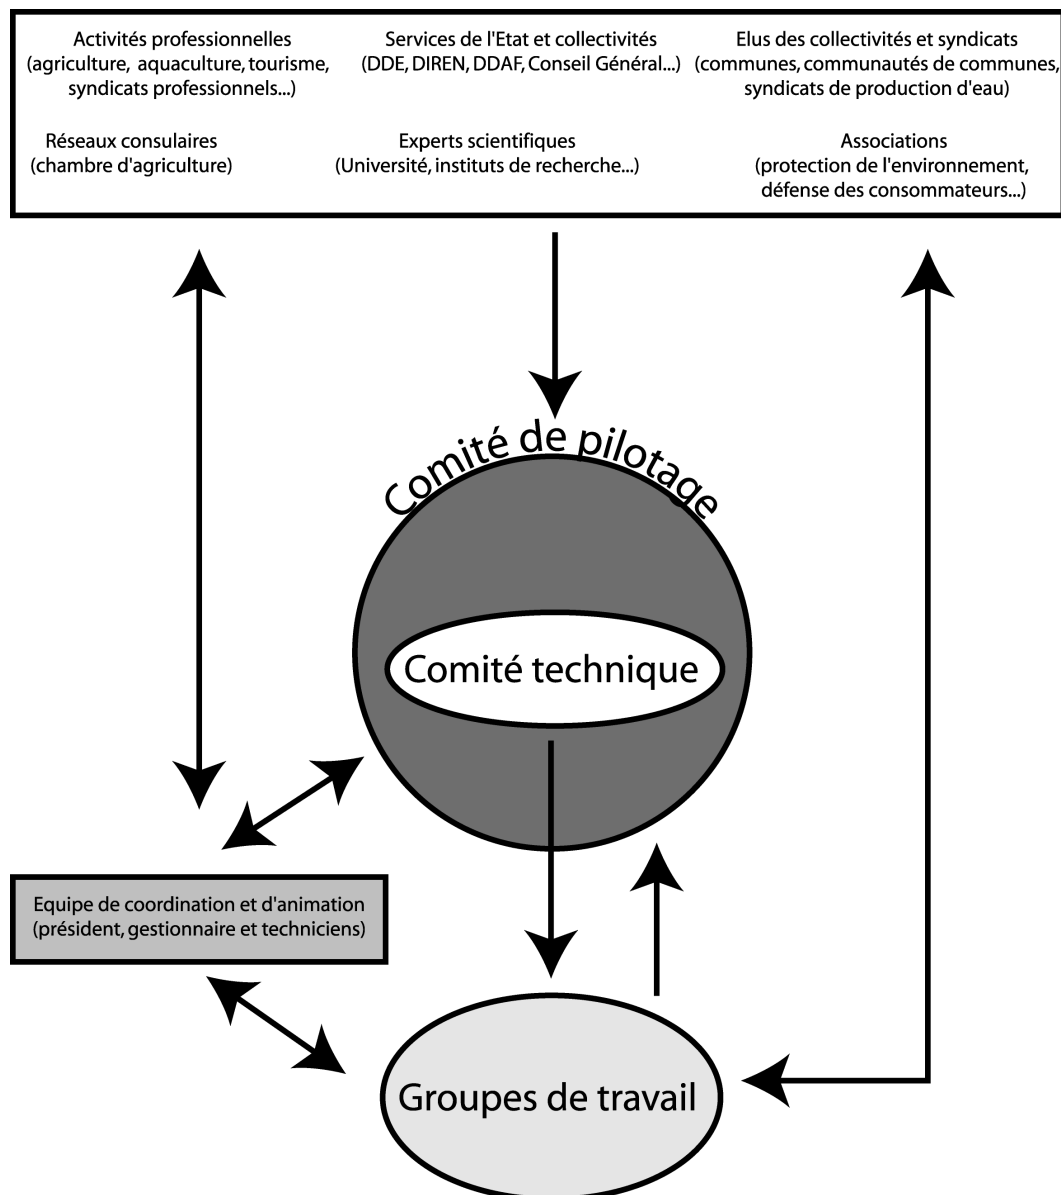 Activités professionnelles
(agriculture, aquaculture, tourisme,
syndicats professionnels...)
Services de l'Etat et collectivités
(DDE, DIREN, DDAF, Conseil Général...)
Elus des collectivités et syndicats
(communes, communautés de communes,
syndicats de production d'eau)
Réseaux consulaires
(chambre d'agriculture)
Experts scientifiques
(Université, instituts de recherche...)
Associations
(protection de l'environnement,
défense des consommateurs...)
Comité de pilotage
Comité technique
Equipe de coordination et d'animation
(président, gestionnaire et techniciens)
Groupes de travail